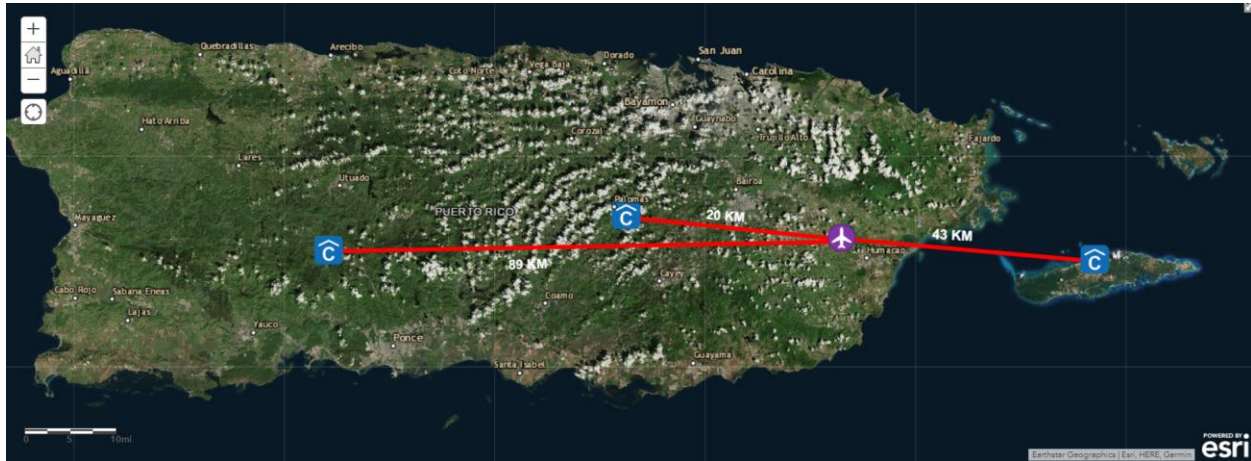 +
−
San Juan
Quebradillas
Arecibo
Dorado
Vega Baja
Coto Norte
Carolina
Aguadilla
Bayamon
Guaynabo
Hato Arriba
Corozal
Trujillo Alto
Fajardo
Lares
Utuado
Bairoa
Palomas
PUERTO RICO
C
20 KM
Mayaguez
43 KM
C
89 KM
Humacao
C
Cayey
Cabo Rojo
Sabana Eneas
Coamo
Lajas
Yauco
Ponce
Guayama
Santa Isabel
0 5 10mi
POWERED BY
esri
Earthstar Geographics | Esri, HERE, Garmin